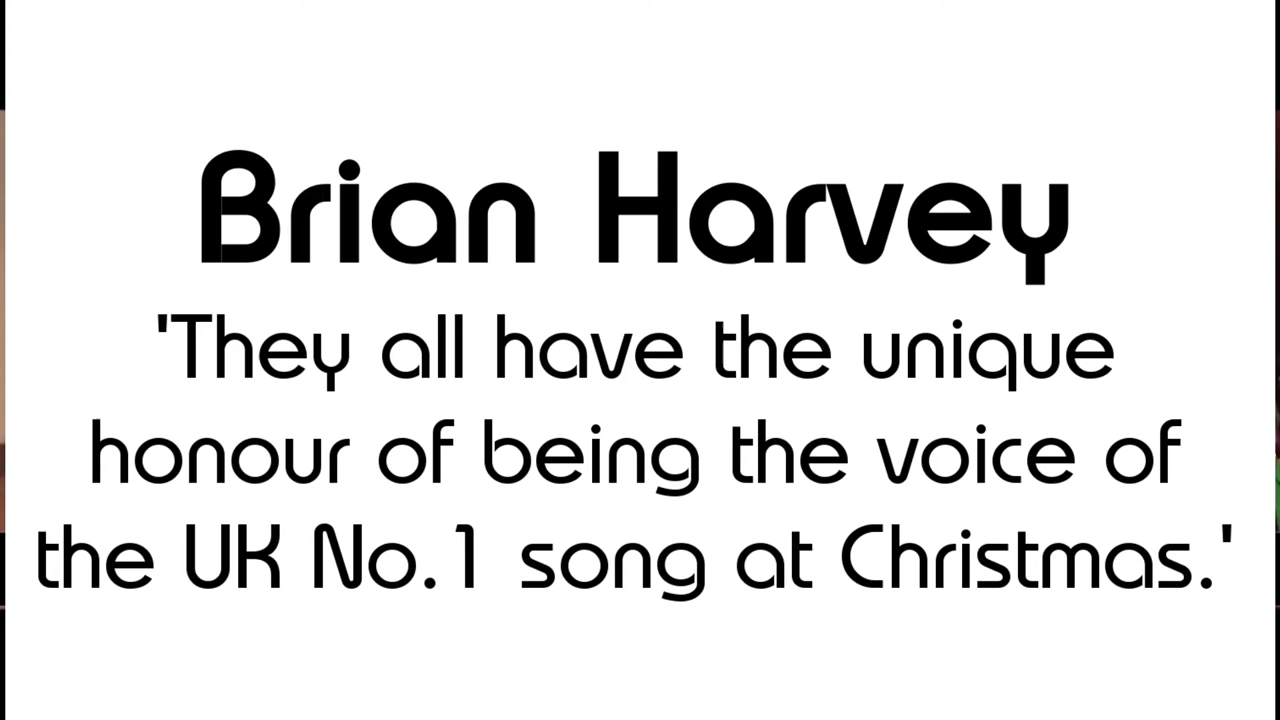 Brian Harvey
'They all have the unique
honour of being the voice of
the UK No.1 song at Christmas.'